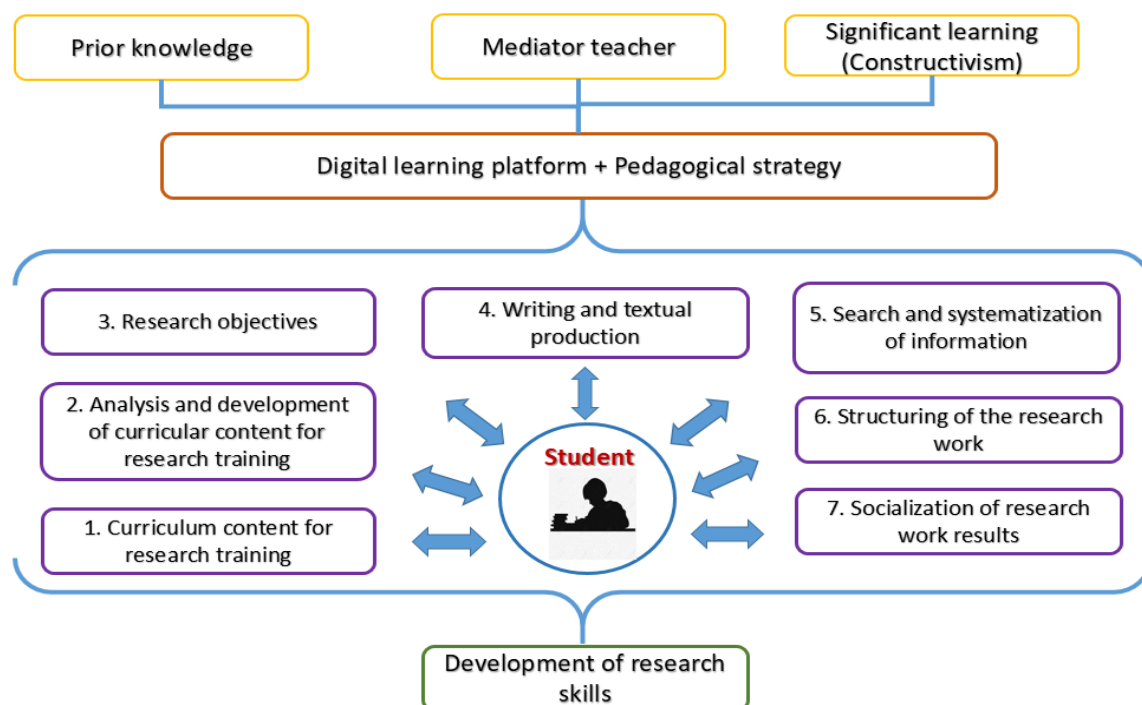 Prior knowledge
Mediator teacher
Significant learning
(Constructivism)
Digital learning platform + Pedagogical strategy
3. Research objectives
4. Writing and textual
production
5. Search and systematization
of information
2. Analysis and development
of curricular content for
research training
6. Structuring of the research
work
Student
1. Curriculum content for
research training
7. Socialization of research
work results
Development of research
skills